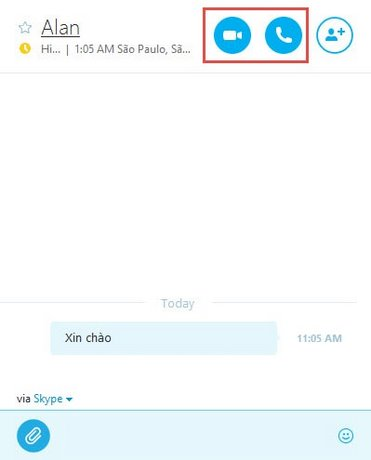 Alan
Hi... | 1:05 AM São Paulo, Sã...
Today
Xin chào
11:05 AM
via Skype